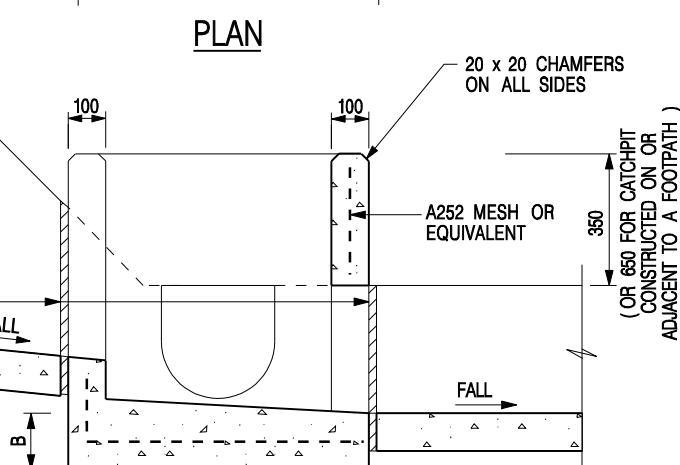 PLAN
20 x 20 CHAMFERS
ON ALL SIDES
100
100
A252 MESH OR
EQUIVALENT
350
(OR 650 FOR CATCHPIT
CONSTRUCTED ON OR
ADJACENT TO A FOOTPATH )
ALL
FALL
B